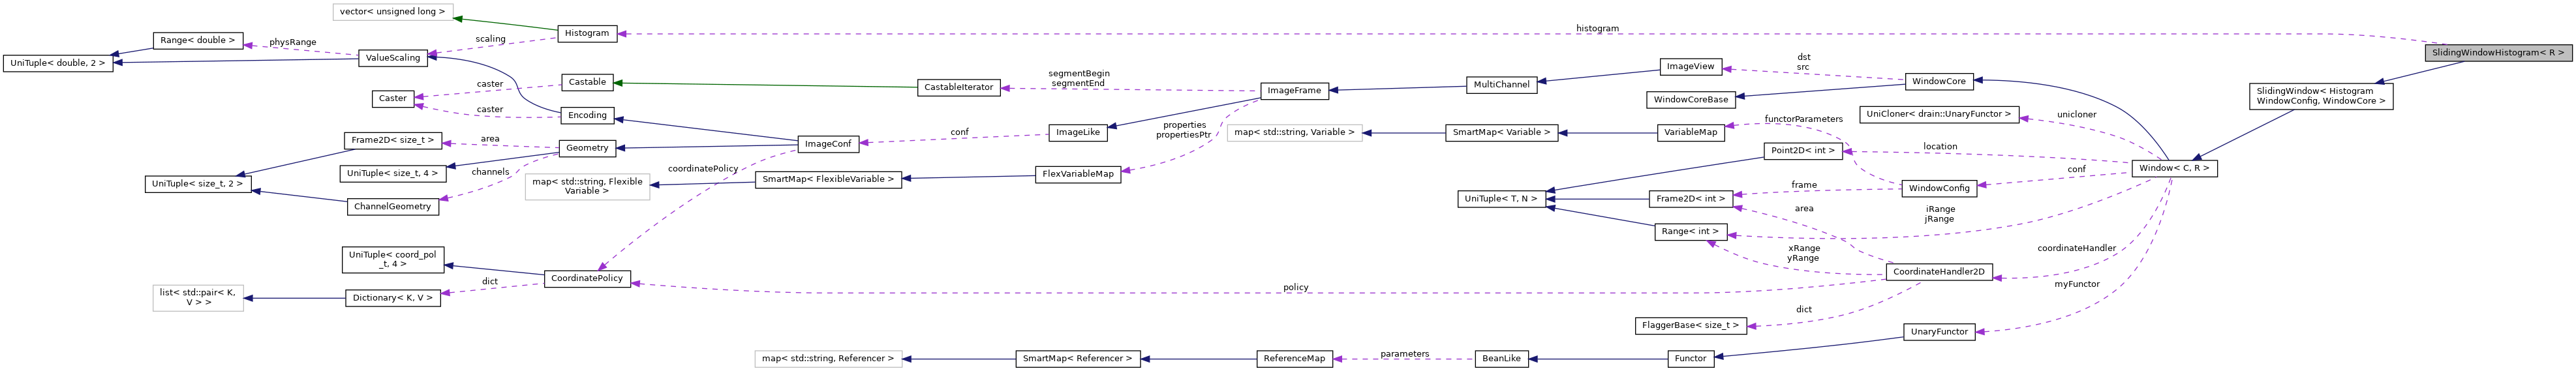 vector< unsigned long >
Histogram
histogram
Range< double >
physRange
scaling
SlidingWindowHistogram< R >
UniTuple< double, 2 >
ValueScaling
dst
src
ImageView
segmentBegin
segmentEnd
Castable
caster
CastableIterator
MultiChannel
WindowCore
ImageFrame
SlidingWindow< Histogram
WindowConfig, WindowCore >
Caster
caster
WindowCoreBase
Encoding
UniCloner< drain::UnaryFunctor >
unicloner
properties
propertiesPtr
functorParameters
conf
ImageLike
map< std::string, Variable >
SmartMap< Variable >
VariableMap
Frame2D< size_t >
area
Geometry
ImageConf
Point2D< int >
location
Window< C, R >
UniTuple< size_t, 4 >
channels
coordinatePolicy
conf
FlexVariableMap
UniTuple< size_t, 2 >
map< std::string, Flexible
Variable >
SmartMap< FlexibleVariable >
frame
WindowConfig
UniTuple< T, N >
Frame2D< int >
ChannelGeometry
area
iRange
jRange
Range< int >
xRange
yRange
coordinateHandler
UniTuple< coord_pol
_t, 4 >
CoordinatePolicy
CoordinateHandler2D
dict
policy
myFunctor
list< std::pair< K,
V > >
Dictionary< K, V >
dict
FlaggerBase< size_t >
UnaryFunctor
map< std::string, Referencer >
SmartMap< Referencer >
ReferenceMap
parameters
BeanLike
Functor